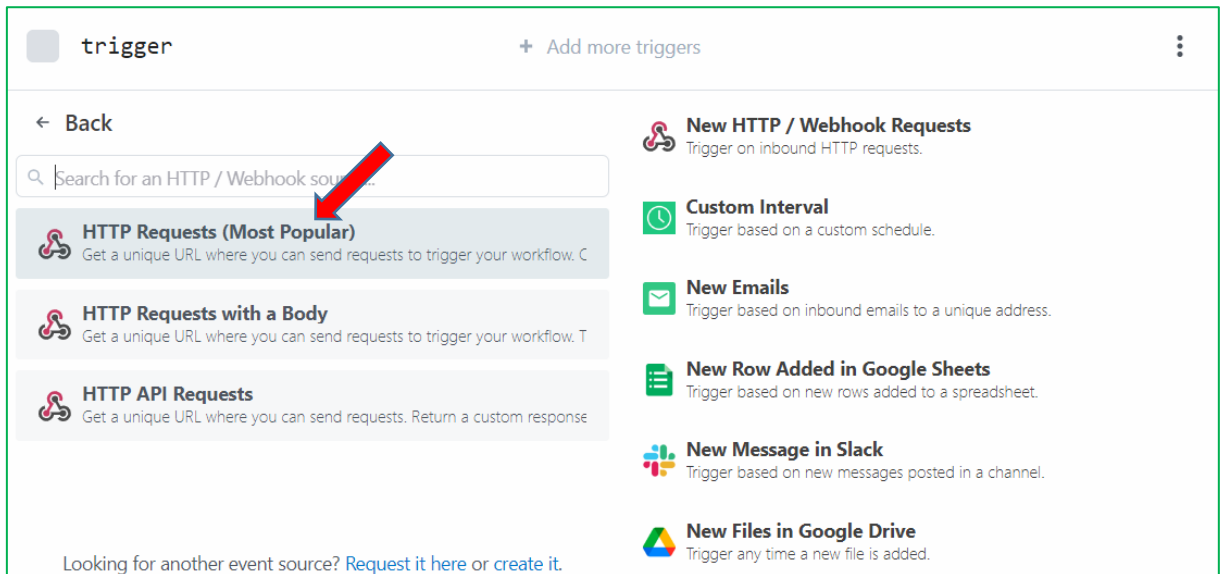 trigger
+ Add more triggers
← Back
Search for an HTTP / Webhook sour...
HTTP Requests (Most Popular)
Get a unique URL where you can send requests to trigger your workflow. C
HTTP Requests with a Body
Get a unique URL where you can send requests to trigger your workflow. T
HTTP API Requests
Get a unique URL where you can send requests. Return a custom response
Looking for another event source? Request it here or create it.
New HTTP / Webhook Requests
Trigger on inbound HTTP requests.
Custom Interval
Trigger based on a custom schedule.
New Emails
Trigger based on inbound emails to a unique address.
New Row Added in Google Sheets
Trigger based on new rows added to a spreadsheet.
New Message in Slack
Trigger based on new messages posted in a channel.
New Files in Google Drive
Trigger any time a new file is added.